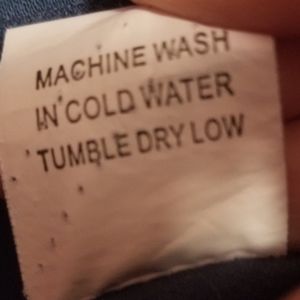 MACHINE WASH
IN COLD WATER
TUMBLE DRY LOW